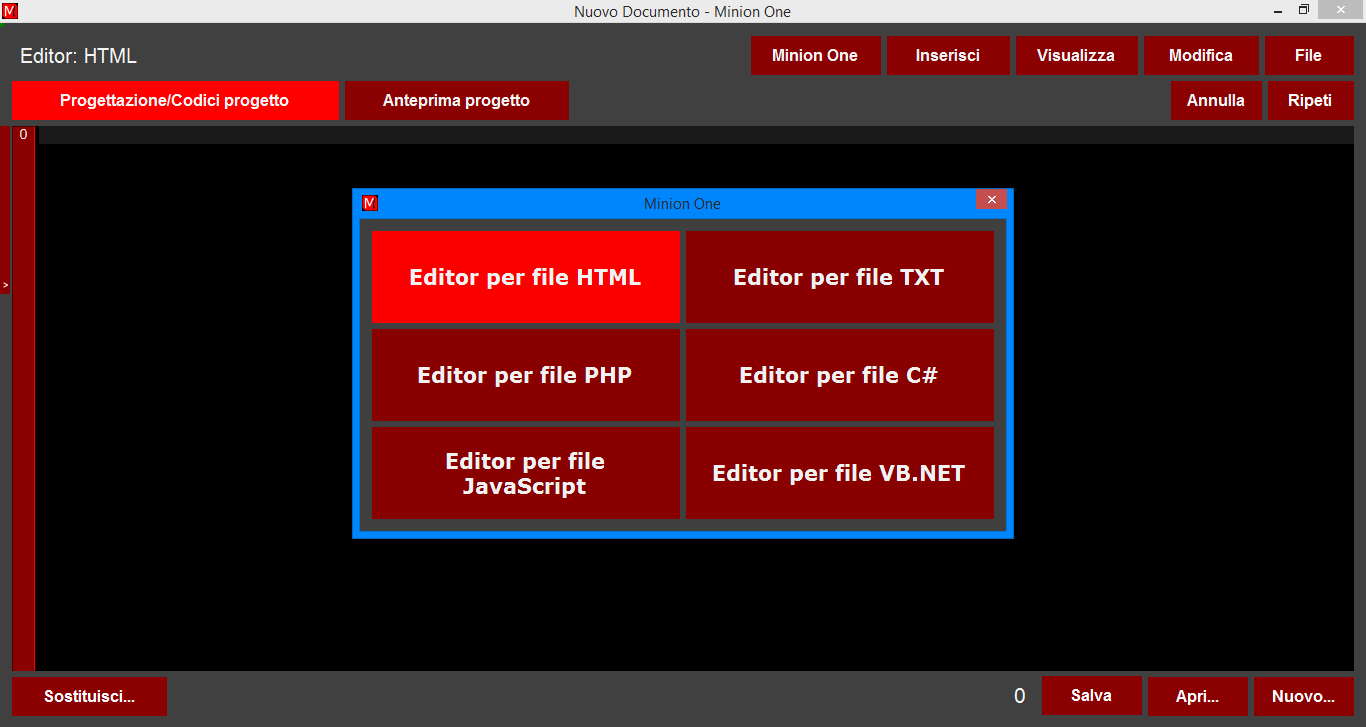 M
Nuovo Documento - Minion One
Editor: HTML
Minion One
Inserisci
Visualizza
Modifica
File
Progettazione/Codici progetto
Anteprima progetto
Annulla
Ripeti
0
>
M
Minion One
Editor per file HTML
Editor per file TXT
Editor per file PHP
Editor per file C#
Editor per file
JavaScript
Editor per file VB.NET
Sostituisci...
0
Salva
Apri...
Nuovo...